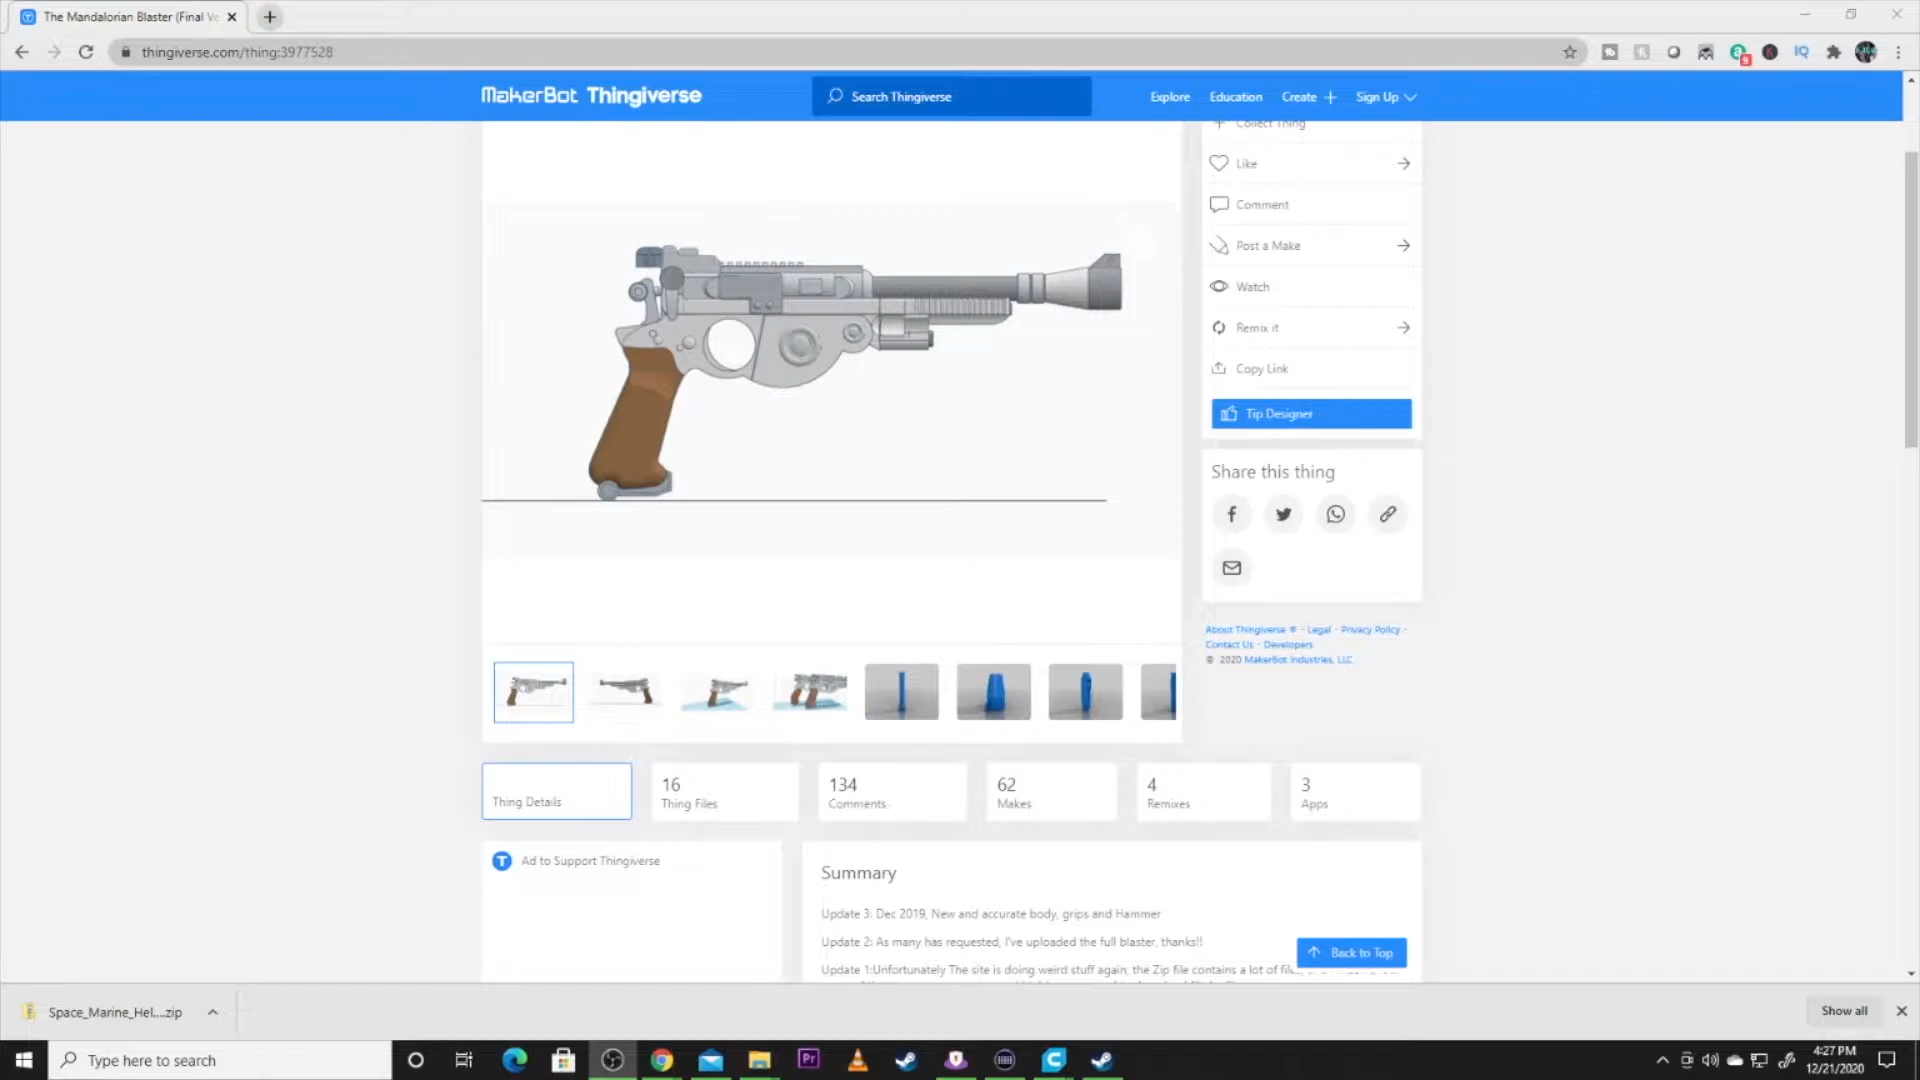 The Mandalorian Blaster (Final Ve
thingiverse.com/thing:3977528
9
IQ
MakerBot Thingiverse
Search Thingiverse
Explore
Education
Create
Sign Up
Collect Thing
Like
Comment
Post a Make
Watch
Remix it
Copy Link
Tip Designer
Share this thing
About Thingiverse ® · Legal · Privacy Policy ·
Contact Us · Developers
© 2020 MakerBot Industries, LLC
Thing Details
16
Thing Files
134
Comments
62
Makes
4
Remixes
3
Apps
Ad to Support Thingiverse
Summary
Update 3: Dec 2019, New and accurate body, grips and Hammer
Update 2: As many has requested, I've uploaded the full blaster, thanks!!
Update 1:Unfortunately The site is doing weird stuff again, the Zip file contains a lot of
Back to Top
Space_Marine_Hel....zip
Show all
Type here to search
Pr
4:27 PM
12/21/2020